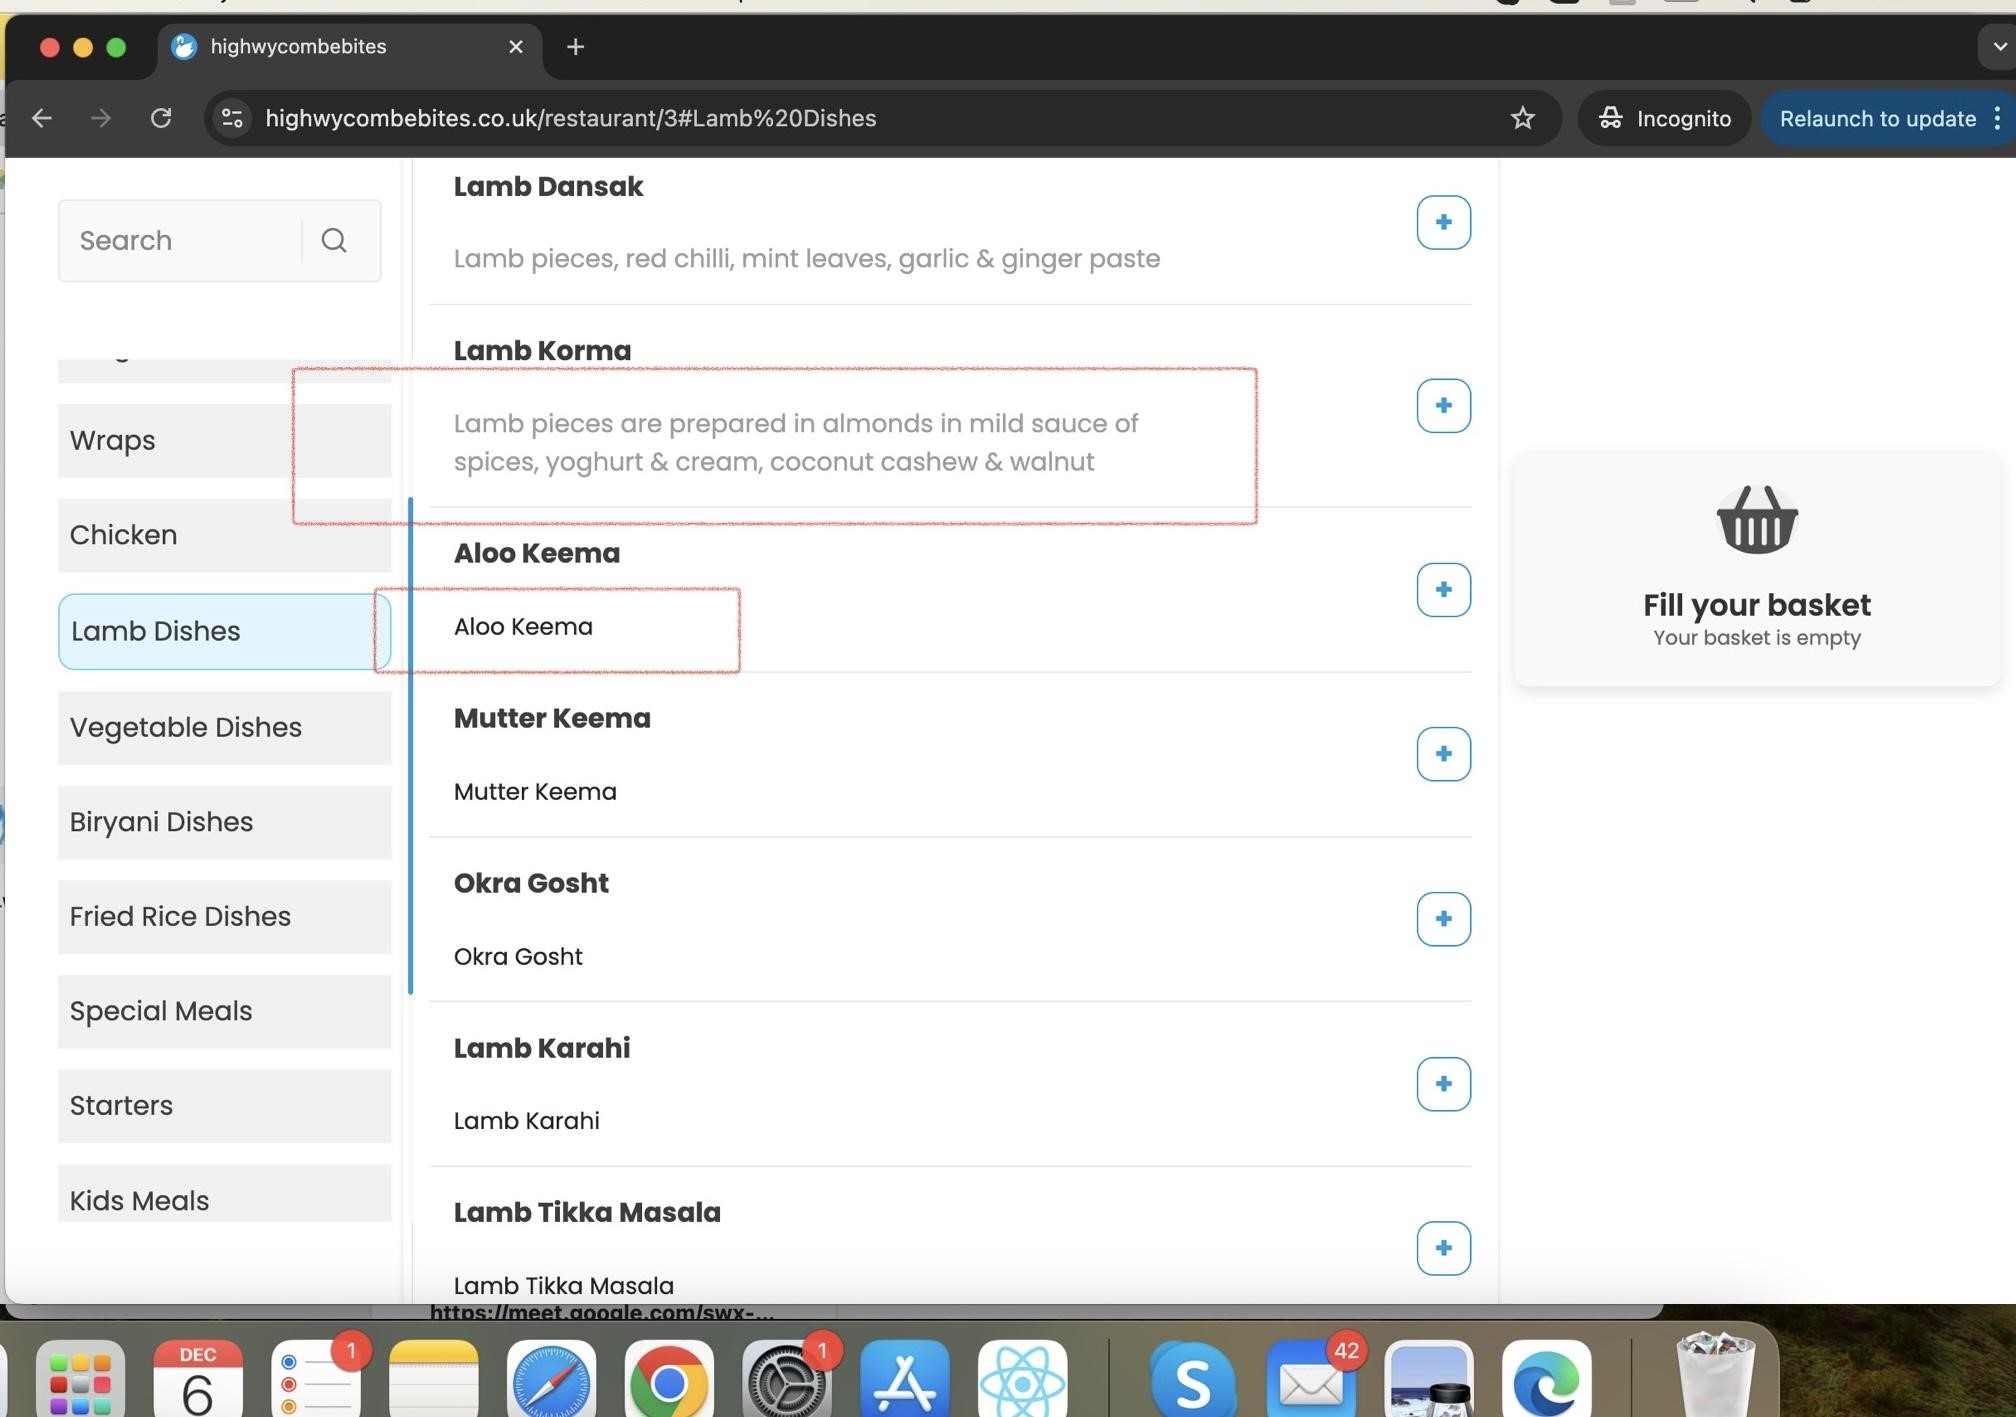 highwycombebites
highwycombebites.co.uk/restaurant/3#Lamb%20Dishes
Incognito
Relaunch to update
Search
Wraps
Chicken
Lamb Dishes
Vegetable Dishes
Biryani Dishes
Fried Rice Dishes
Special Meals
Starters
Kids Meals
Lamb Dansak
Lamb pieces, red chilli, mint leaves, garlic & ginger paste
Lamb Korma
Lamb pieces are prepared in almonds in mild sauce of
spices, yoghurt & cream, coconut cashew & walnut
Aloo Keema
Aloo Keema
Mutter Keema
Mutter Keema
Okra Gosht
Okra Gosht
Lamb Karahi
Lamb Karahi
Lamb Tikka Masala
Lamb Tikka Masala
Fill your basket
Your basket is empty
https://meet.google.com/swx-...
DEC
6
1
1
42